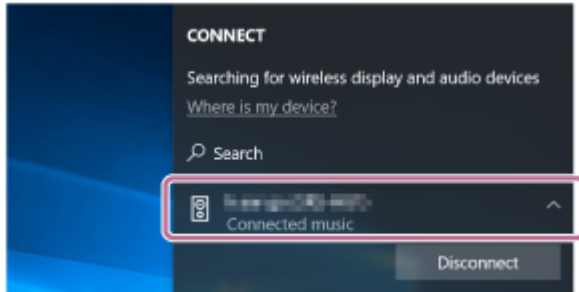 CONNECT
Searching for wireless display and audio devices
Where is my device?
Search
Connected music
Disconnect